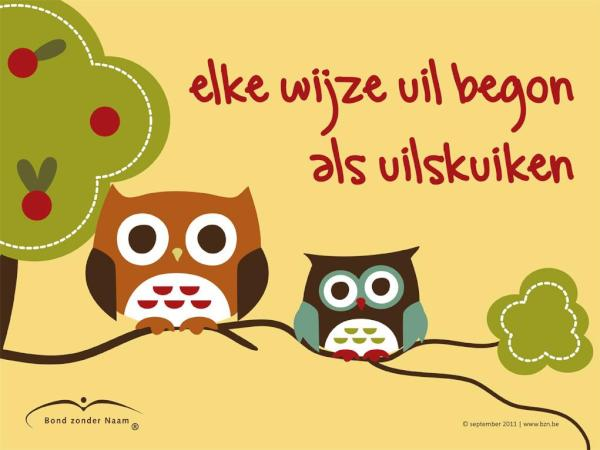 elke wijze uil begon
als uilskuiken
Bond zonder Naam ®
© september 2011 | www.bzn.be